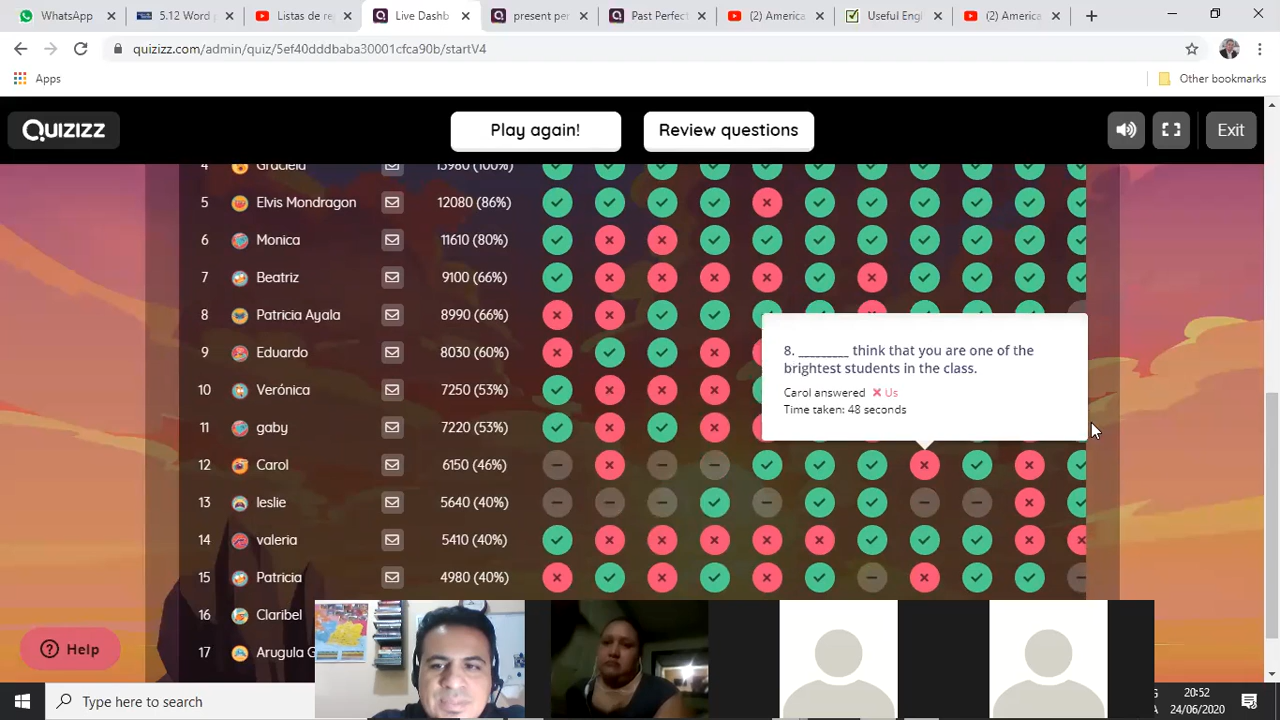 WhatsApp
5.12 Word
Listas de re
Live Dashb
present per
Past Perfect
(2) America
Useful Engl
(2) America
quizizz.com/admin/quiz/5ef40dddbaba30001cfca90b/startV4
Apps
Other bookmarks
Quizizz
Play again!
Review questions
Exit
4 Graciela 13980 (100%)
5 Elvis Mondragon 12080 (86%)
6 Monica 11610 (80%)
7 Beatriz 9100 (66%)
8 Patricia Ayala 8990 (66%)
9 Eduardo 8030 (60%)
10 Verónica 7250 (53%)
11 gaby 7220 (53%)
8. ________ think that you are one of the
brightest students in the class.
Carol answered Us
Time taken: 48 seconds
12 Carol 6150 (46%)
13 leslie 5640 (40%)
14 valeria 5410 (40%)
15 Patricia 4980 (40%)
16 Claribel
17 Arugula G
Help
Type here to search
20:52
24/06/2020